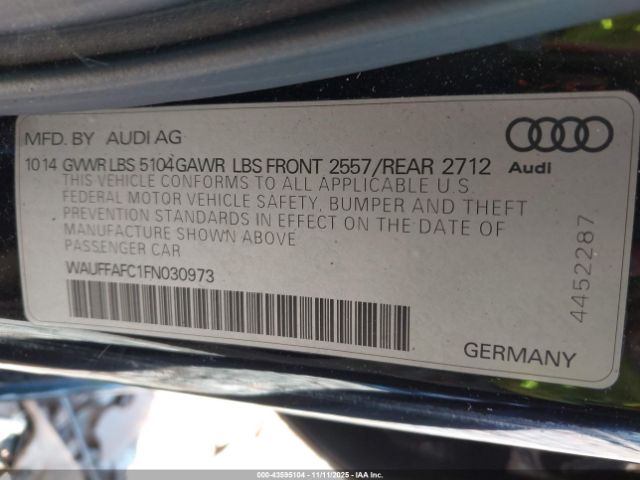 MFD. BY AUDI AG
Audi
10 14 GVWR LBS 5104 GAWR LBS FRONT 2557/REAR 2712
THIS VEHICLE CONFORMS TO ALL APPLICABLE U.S.
FEDERAL MOTOR VEHICLE SAFETY, BUMPER AND THEFT
PREVENTION STANDARDS IN EFFECT ON THE DATE OF
MANUFACTURE SHOWN ABOVE
PASSENGER CAR
WAUFFAFC1FN030973
4452287
GERMANY
000-43595104 - 11/11/2025 - IAA Inc.